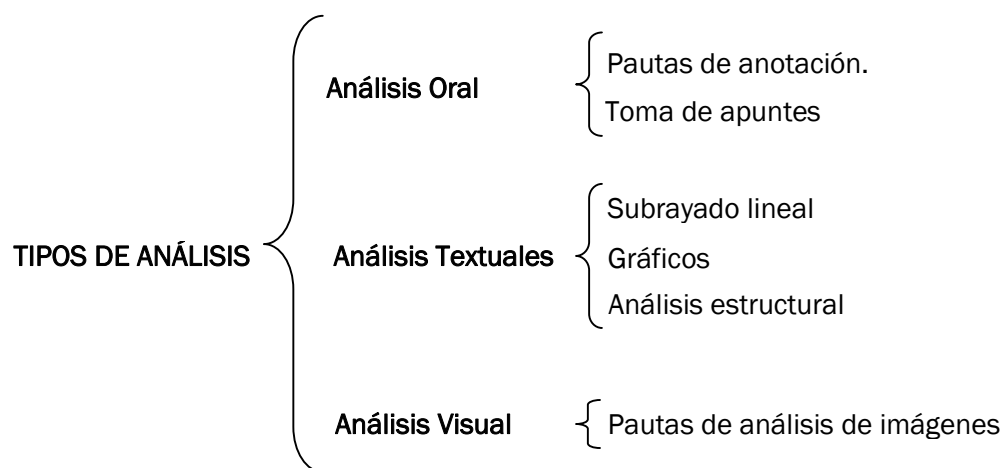 TIPOS DE ANÁLISIS
Análisis Oral
Pautas de anotación.
Toma de apuntes
Análisis Textuales
Subrayado lineal
Gráficos
Análisis estructural
Análisis Visual
Pautas de análisis de imágenes